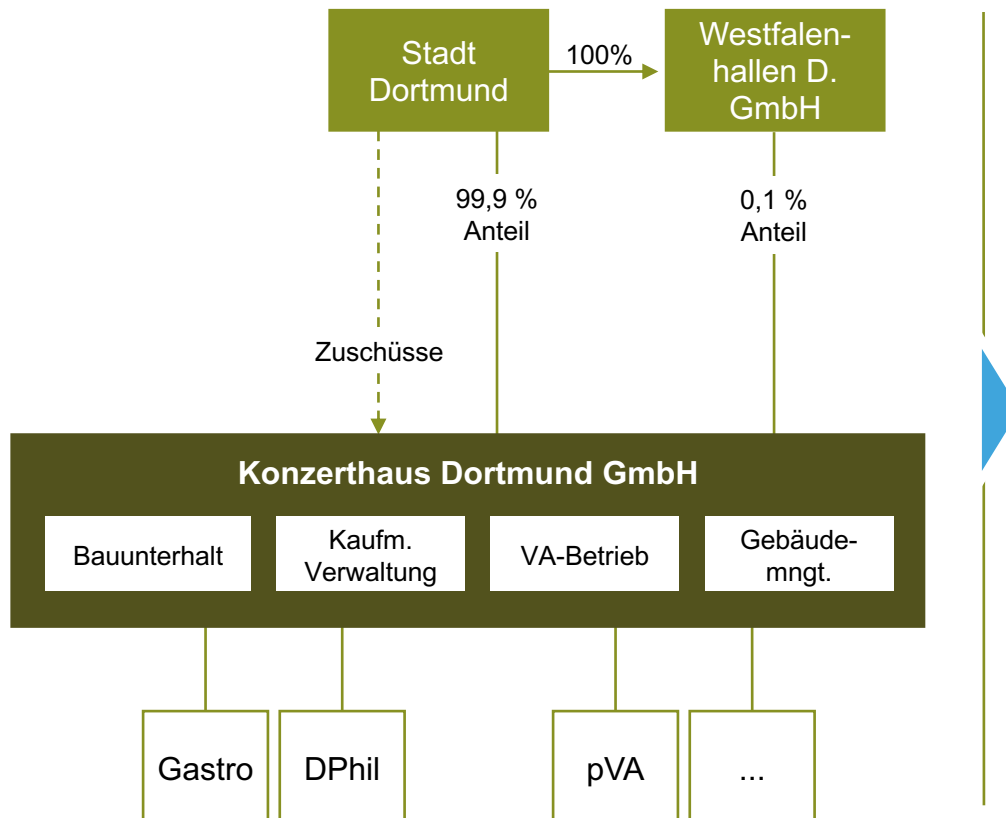 Stadt
Dortmund
100%
Westfalen-
hallen D.
GmbH
99,9 %
Anteil
0,1 %
Anteil
Zuschüsse
Konzerthaus Dortmund GmbH
Bauunterhalt
Kaufm.
Verwaltung
VA-Betrieb
Gebäude-
mngt.
Gastro
DPhil
pVA
...